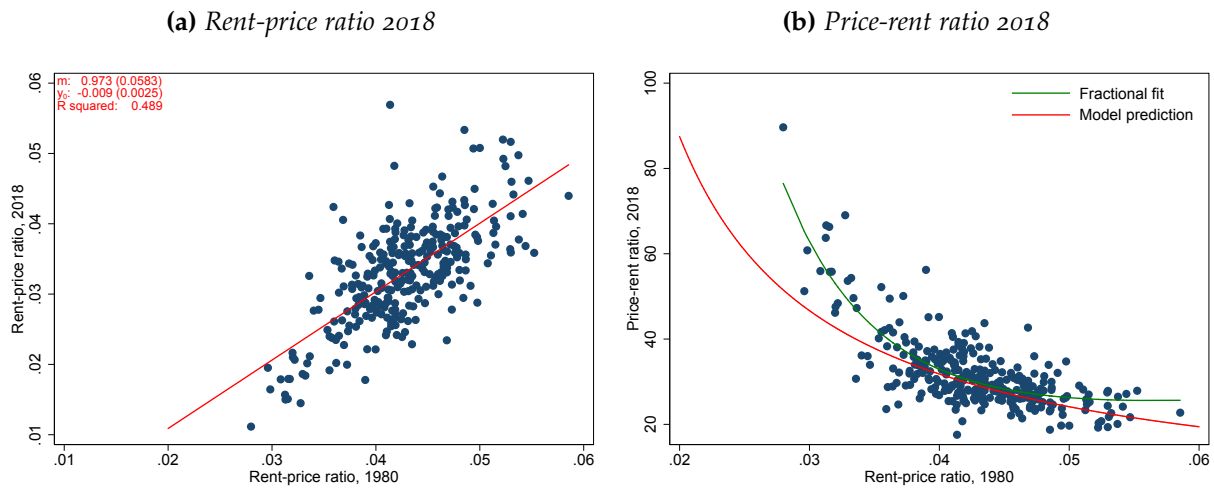 (a) Rent-price ratio 2018
m: 0.973 (0.0583)
y₀: -0.009 (0.0025)
R squared: 0.489
Rent-price ratio, 2018
.06
.05
.04
.03
.02
.01
.01 .02 .03 .04 .05 .06
Rent-price ratio, 1980
(b) Price-rent ratio 2018
Fractional fit
Model prediction
Price-rent ratio, 2018
100
80
60
40
20
.02 .03 .04 .05 .06
Rent-price ratio, 1980